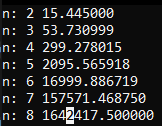 n: 2 15.445000
n: 3 53.730999
n: 4 299.278015
n: 5 2095.565918
n: 6 16999.886719
n: 7 157571.468750
n: 8 1642417.500000